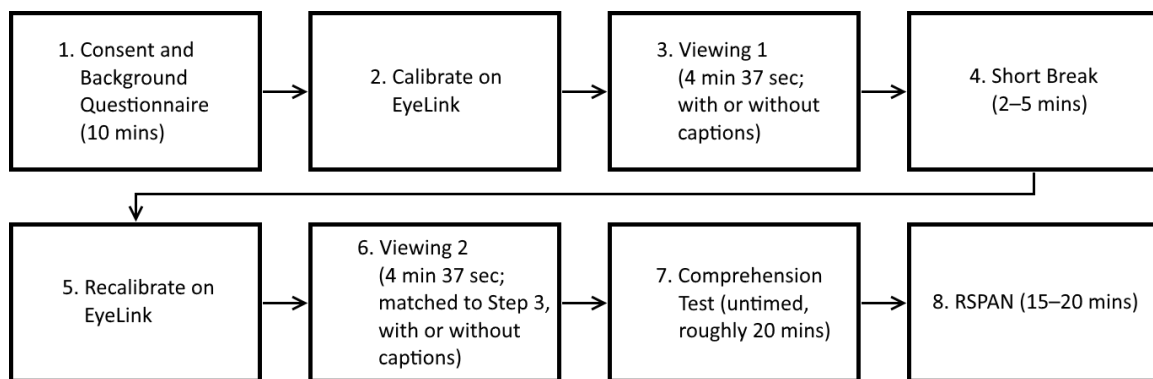 1. Consent and
Background
Questionnaire
(10 mins)
2. Calibrate on
EyeLink
3. Viewing 1
(4 min 37 sec;
with or without
captions)
4. Short Break
(2–5 mins)
5. Recalibrate on
EyeLink
6. Viewing 2
(4 min 37 sec;
matched to Step 3,
with or without
captions)
7. Comprehension
Test (untimed,
roughly 20 mins)
8. RSPAN (15–20 mins)